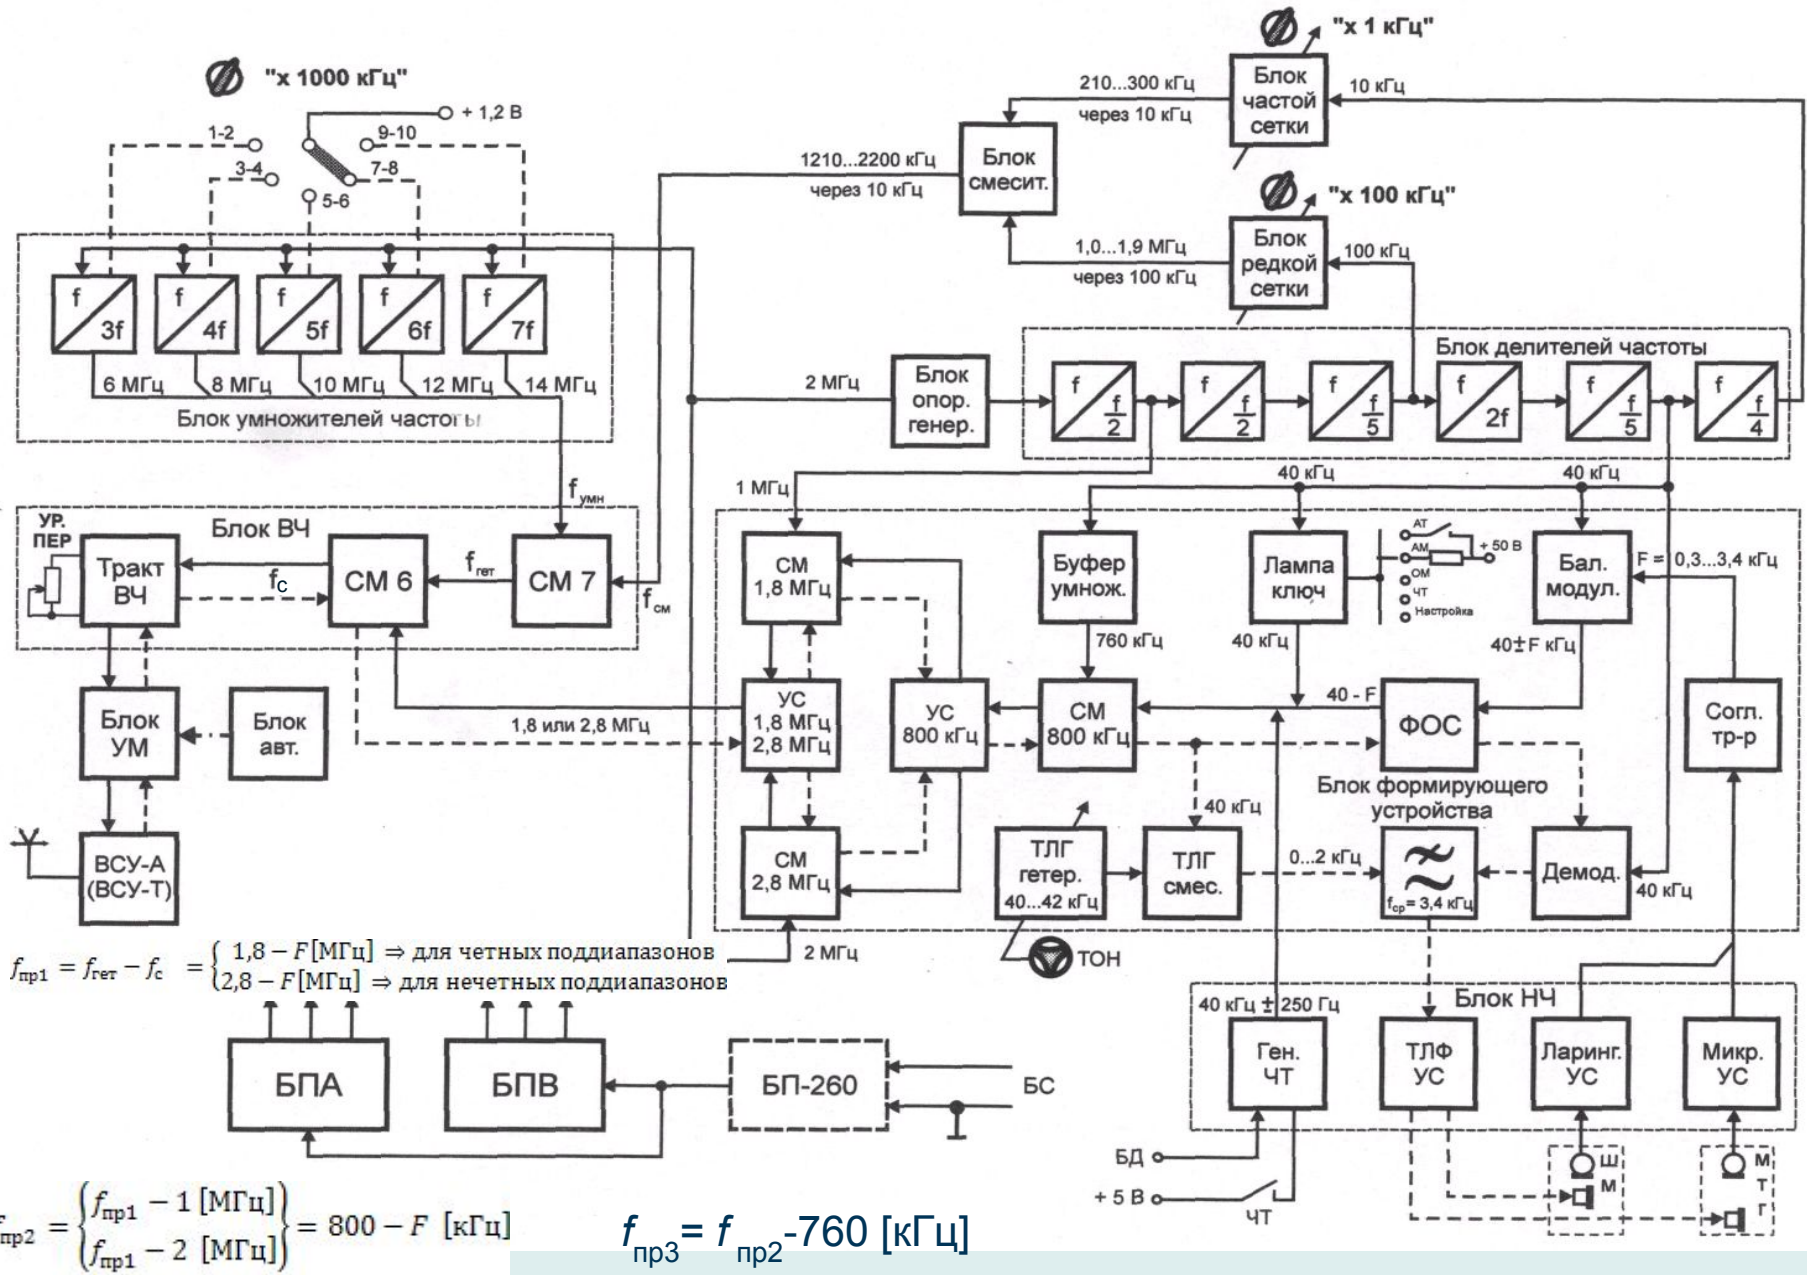 "x 1000 кГц"
+ 1,2 В
1-2
9-10
3-4
7-8
5-6
f
3f
f
4f
f
5f
f
6f
f
7f
6 МГц
8 МГц
10 МГц
12 МГц
14 МГц
Блок умножителей частоты
"x 1 кГц"
Блок
частой
сетки
210...300 кГц
через 10 кГц
10 кГц
Блок
смесит.
1210...2200 кГц
через 10 кГц
"x 100 кГц"
Блок
редкой
сетки
1,0...1,9 МГц
через 100 кГц
100 кГц
2 МГц
Блок
опор.
генер.
Блок делителей частоты
f
f/2
f
f/2
f
f/5
f
2f
f
f/5
f
f/4
1 МГц
40 кГц
40 кГц
fумн
УР.
ПЕР
Блок ВЧ
Тракт
ВЧ
fс
СМ 6
fгет
СМ 7
fсм
Блок
УМ
Блок
авт.
ВСУ-А
(ВСУ-Т)
1,8 или 2,8 МГц
СМ
1,8 МГц
УС
1,8 МГц
2,8 МГц
СМ
2,8 МГц
2 МГц
УС
800 кГц
Буфер
умнож.
760 кГц
СМ
800 кГц
Лампа
ключ
40 кГц
АТ
АМ
+ 50 В
ОМ
ЧТ
Настройка
Бал.
модул.
F = 0,3...3,4 кГц
40±F кГц
40 - F
ФОС
Согл.
тр-р
Блок формирующего
устройства
40 кГц
ТЛГ
гетер.
40...42 кГц
ТЛГ
смес.
0...2 кГц
fср= 3,4 кГц
Демод.
40 кГц
ТОН
fпр1 = fгет − fс = { 1,8 − F[МГц] ⇒ для четных поддиапазонов
2,8 − F[МГц] ⇒ для нечетных поддиапазонов
БПА
БПВ
БП-260
БС
40 кГц ± 250 Гц
Блок НЧ
Ген.
ЧТ
ТЛФ
УС
Ларинг.
УС
Микр.
УС
БД
+ 5 В
ЧТ
Ш
М
М
Т
Г
fпр2 = {fпр1 − 1 [МГц]
fпр1 − 2 [МГц]} = 800 − F [кГц]
fпр3= fпр2-760 [кГц]